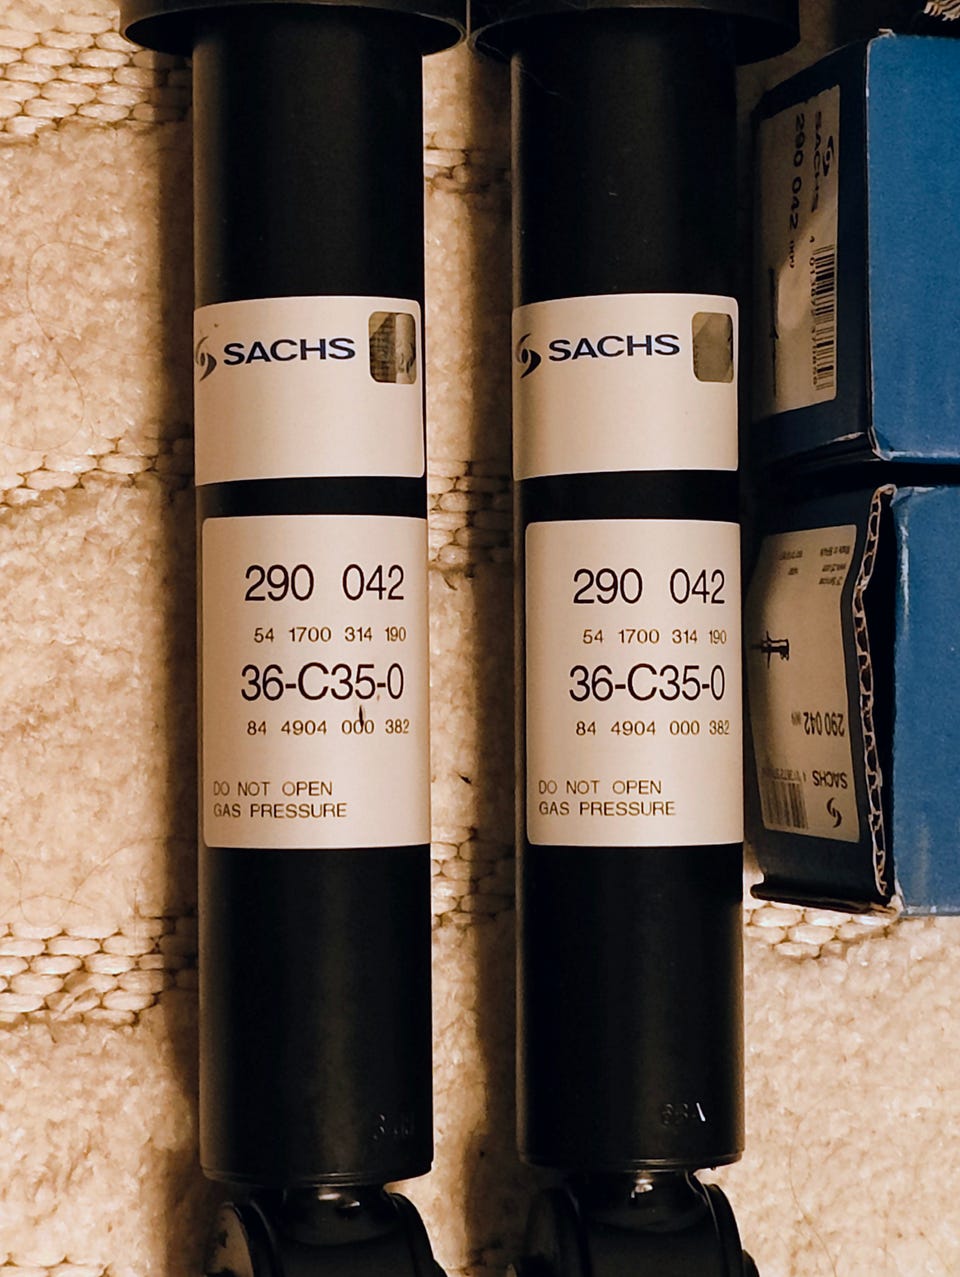 SACHS
290 042
54 1700 314 190
36-C35-0
84 4904 000 382
DO NOT OPEN
GAS PRESSURE
SACHS
290 042
54 1700 314 190
36-C35-0
84 4904 000 382
DO NOT OPEN
GAS PRESSURE
SACHS
290 042
SACHS
290 042